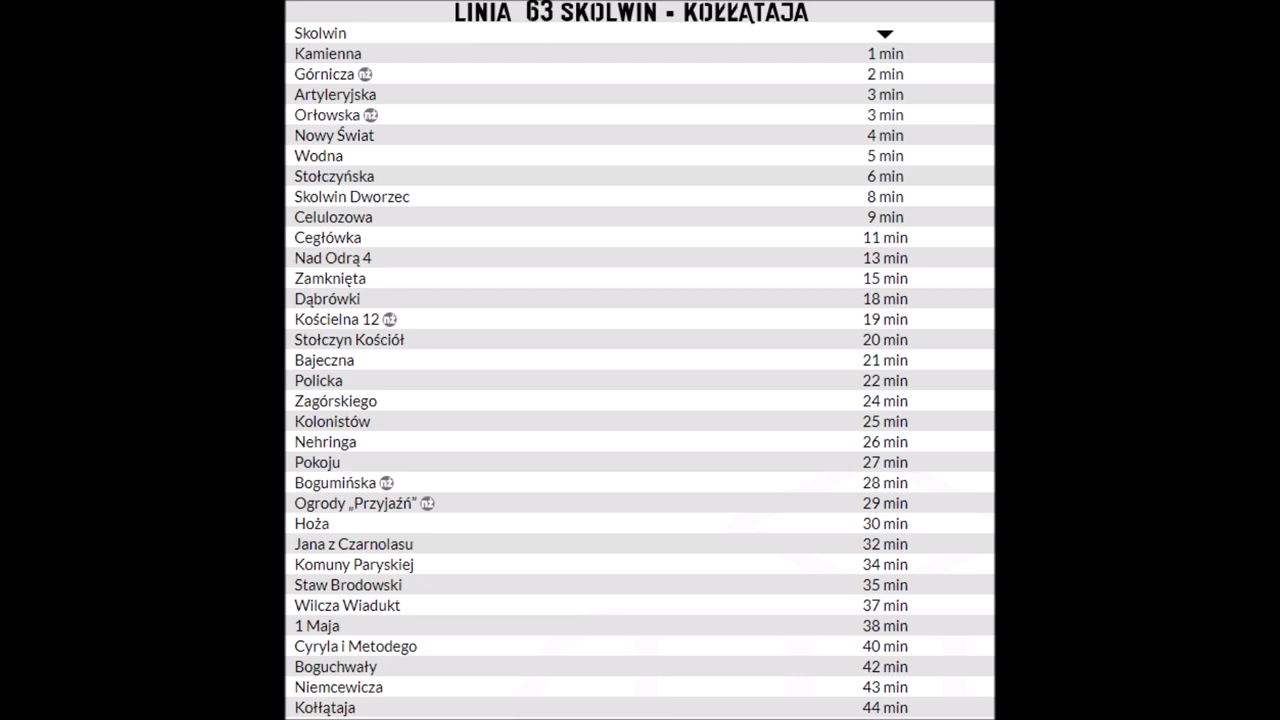 LINIA 63 SKOLWIN - KOŁŁĄTAJA
Skolwin
Kamienna 1 min
Górnicza nż 2 min
Artyleryjska 3 min
Orłowska nż 3 min
Nowy Świat 4 min
Wodna 5 min
Stołczyńska 6 min
Skolwin Dworzec 8 min
Celulozowa 9 min
Cegłówka 11 min
Nad Odrą 4 13 min
Zamknięta 15 min
Dąbrówki 18 min
Kościelna 12 nż 19 min
Stołczyn Kościół 20 min
Bajeczna 21 min
Policka 22 min
Zagórskiego 24 min
Kolonistów 25 min
Nehringa 26 min
Pokoju 27 min
Bogumińska nż 28 min
Ogrody „Przyjaźń” nż 29 min
Hoża 30 min
Jana z Czarnolasu 32 min
Komuny Paryskiej 34 min
Staw Brodowski 35 min
Wilcza Wiadukt 37 min
1 Maja 38 min
Cyryla i Metodego 40 min
Boguchwały 42 min
Niemcewicza 43 min
Kołłątaja 44 min